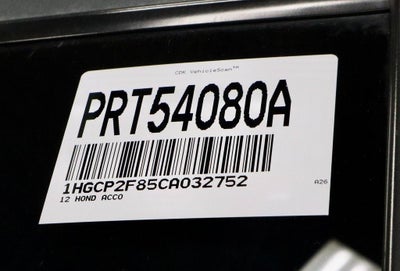 CDK VehicleScan™
PRT54080A
1HGCP2F85CA032752
12 HOND ACCO
A26